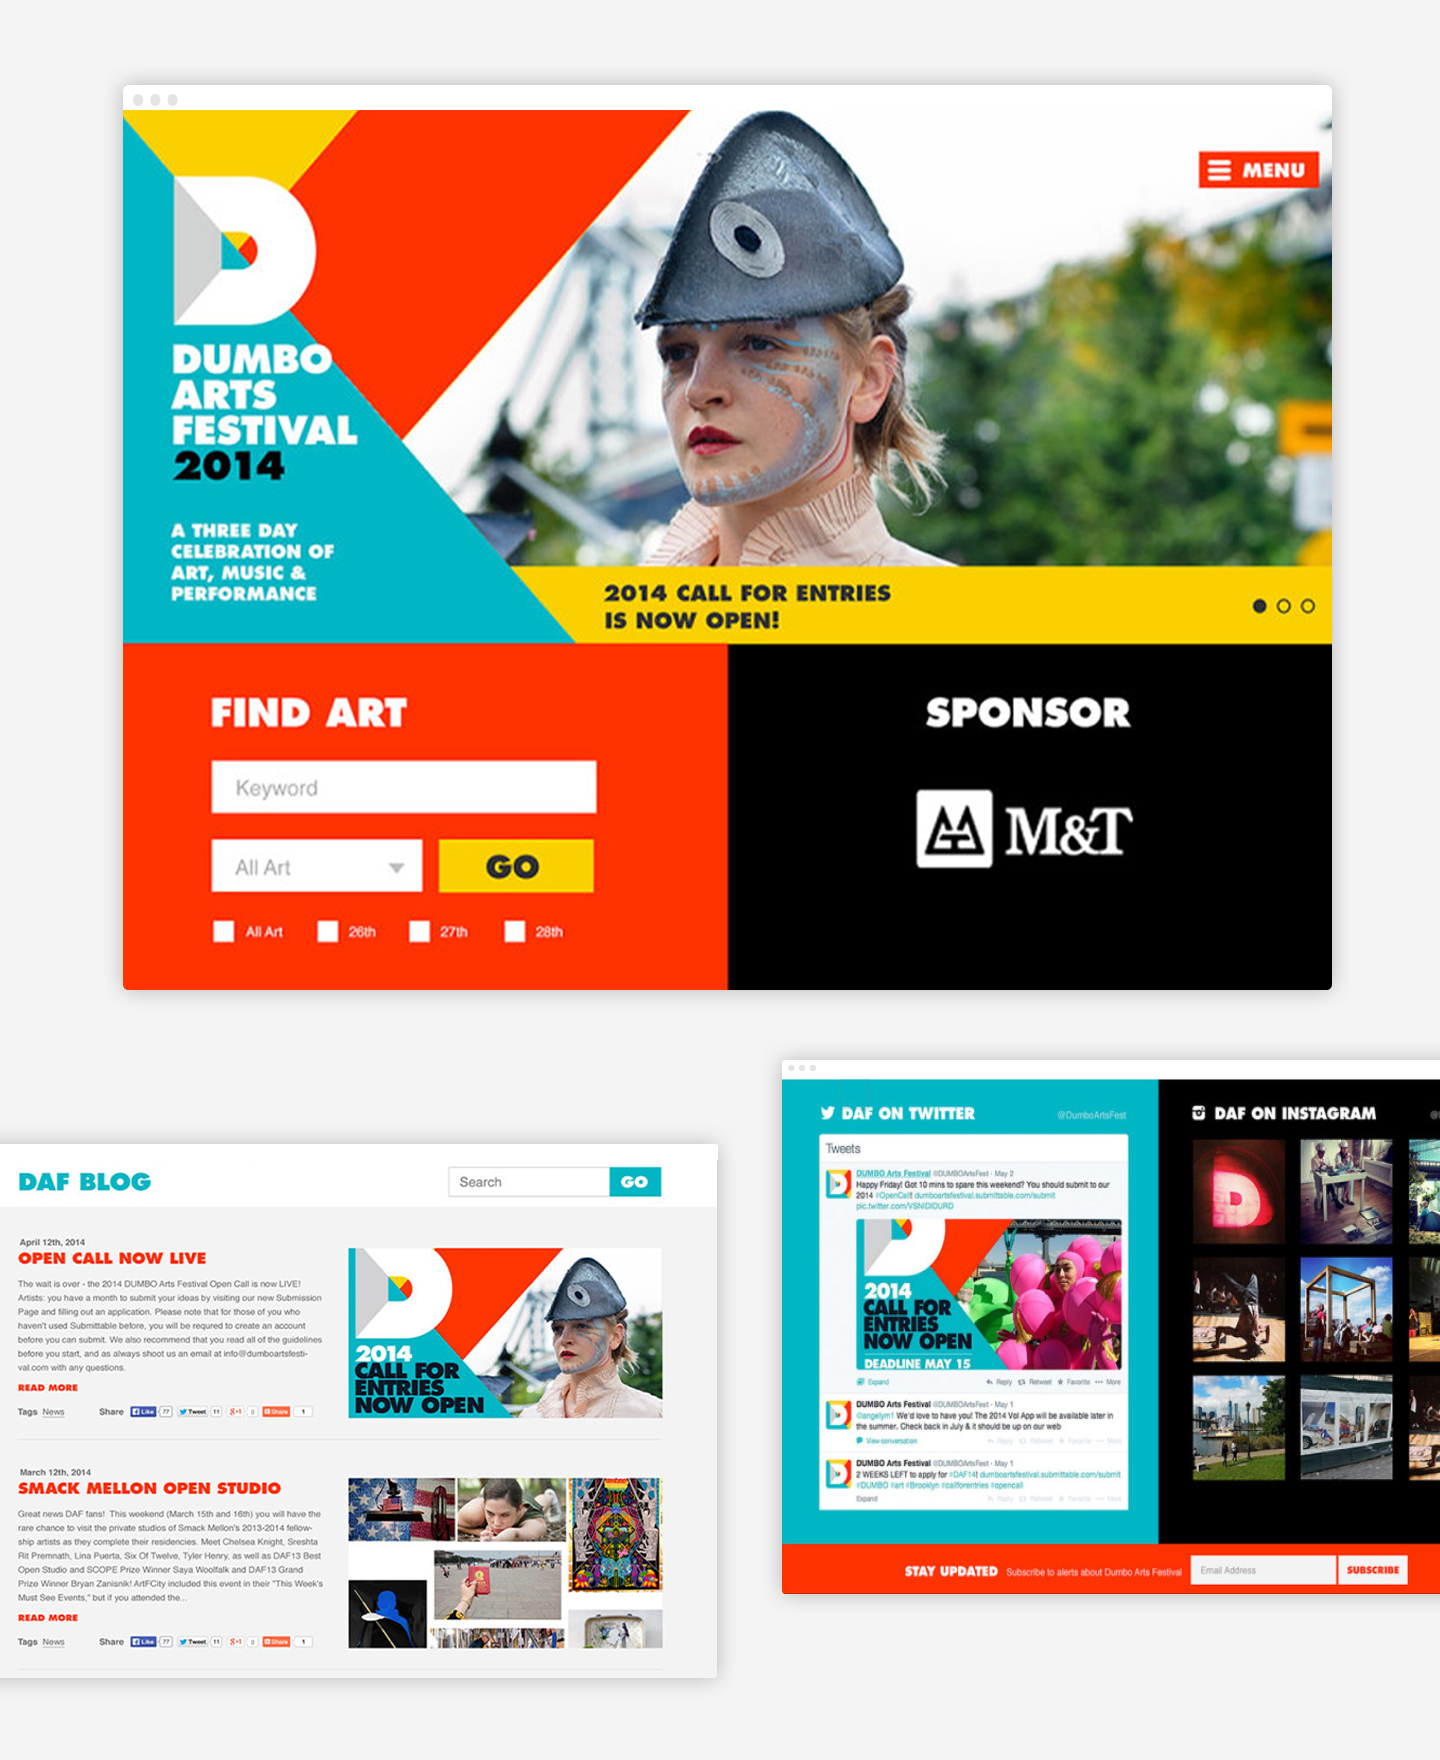 MENU
DUMBO
ARTS
FESTIVAL
2014
A THREE DAY
CELEBRATION OF
ART, MUSIC &
PERFORMANCE
2014 CALL FOR ENTRIES
IS NOW OPEN!
FIND ART
Keyword
All Art
GO
All Art 26th 27th 28th
SPONSOR
M&T
DAF BLOG
Search GO
April 12th, 2014
OPEN CALL NOW LIVE
The wait is over - the 2014 DUMBO Arts Festival Open Call is now LIVE!
Artists: you have a month to submit your ideas by visiting our new Submission
Page and filling out an application. Please note that for those of you who
haven't used Submittable before, you will be requred to create an account
before you can submit. We also recommend that you read all of the guidelines
before you start, and as always shoot us an email at info@dumboartsfesti-
val.com with any questions.
READ MORE
Tags News Share Like 77 Tweet 11 g+1 0 Share 1
2014
CALL FOR
ENTRIES
NOW OPEN
March 12th, 2014
SMACK MELLON OPEN STUDIO
Great news DAF fans! This weekend (March 15th and 16th) you will have the
rare chance to visit the private studios of Smack Mellon's 2013-2014 fellow-
ship artists as they complete their residencies. Meet Chelsea Knight, Sreshta
Rit Premnath, Lina Puerta, Six Of Twelve, Tyler Henry, as well as DAF13 Best
Open Studio and SCOPE Prize Winner Saya Woolfalk and DAF13 Grand
Prize Winner Bryan Zanisnik! ArtFCity included this event in their "This Week's
Must See Events," but if you attended the...
READ MORE
Tags News Share Like 77 Tweet 11 g+1 0 Share 1
DAF ON TWITTER @DumboArtsFest
Tweets
DUMBO Arts Festival @DUMBOArtsFest · May 2
Happy Friday! Got 10 mins to spare this weekend? You should submit to our
2014 #OpenCall! dumboartsfestival.submittable.com/submit
pic.twitter.com/VSNIDIDURD
2014
CALL FOR
ENTRIES
NOW OPEN
DEADLINE MAY 15
Expand Reply Retweet Favorite More
DUMBO Arts Festival @DUMBOArtsFest · May 1
@angelym1 We'd love to have you! The 2014 Vol App will be available later in
the summer. Check back in July & it should be up on our web
View conversation Reply Retweet Favorite More
DUMBO Arts Festival @DUMBOArtsFest · May 1
2 WEEKS LEFT to apply for #DAF14! dumboartsfestival.submittable.com/submit
#DUMBO #art #Brooklyn #callforentries #opencall
Expand Reply Retweet Favorite More
DAF ON INSTAGRAM @
STAY UPDATED Subscribe to alerts about Dumbo Arts Festival Email Address SUBSCRIBE